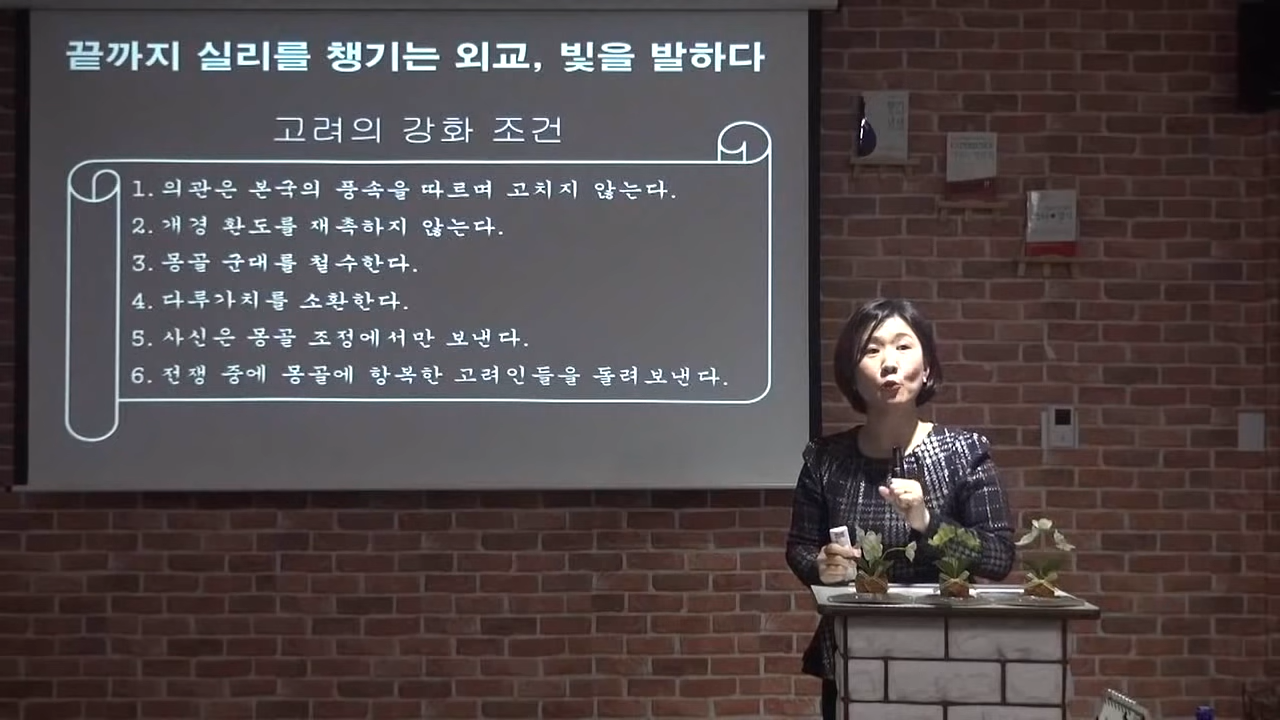 끝까지 실리를 챙기는 외교, 빛을 발하다
고려의 강화 조건
1. 의관은 본국의 풍속을 따르며 고치지 않는다.
2. 개경 환도를 재촉하지 않는다.
3. 몽골 군대를 철수한다.
4. 다루가치를 소환한다.
5. 사신은 몽골 조정에서만 보낸다.
6. 전쟁 중에 몽골에 항복한 고려인들을 돌려보낸다.